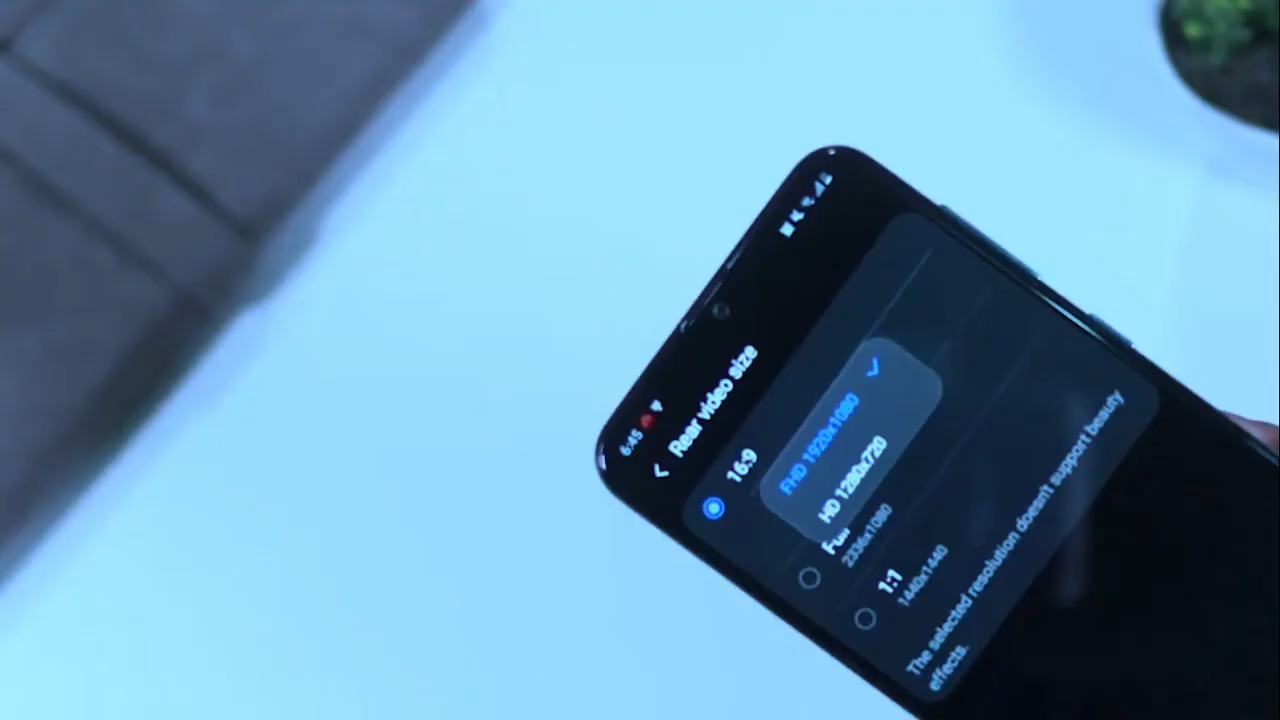 6:45
Rear video size
16:9
FHD 1920x1080
HD 1280x720
2336x1080
1:1
1440x1440
The selected resolution doesn't support beauty
effects.